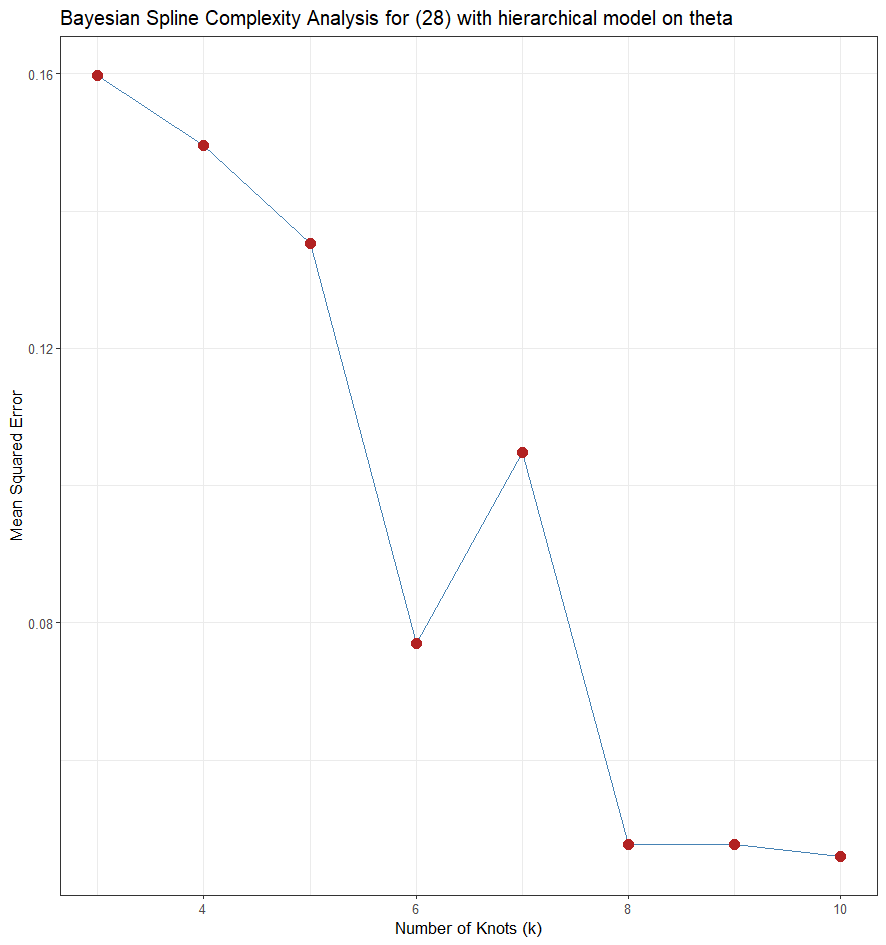 Bayesian Spline Complexity Analysis for (28) with hierarchical model on theta
0.16
0.12
0.08
Mean Squared Error
4 6 8 10
Number of Knots (k)